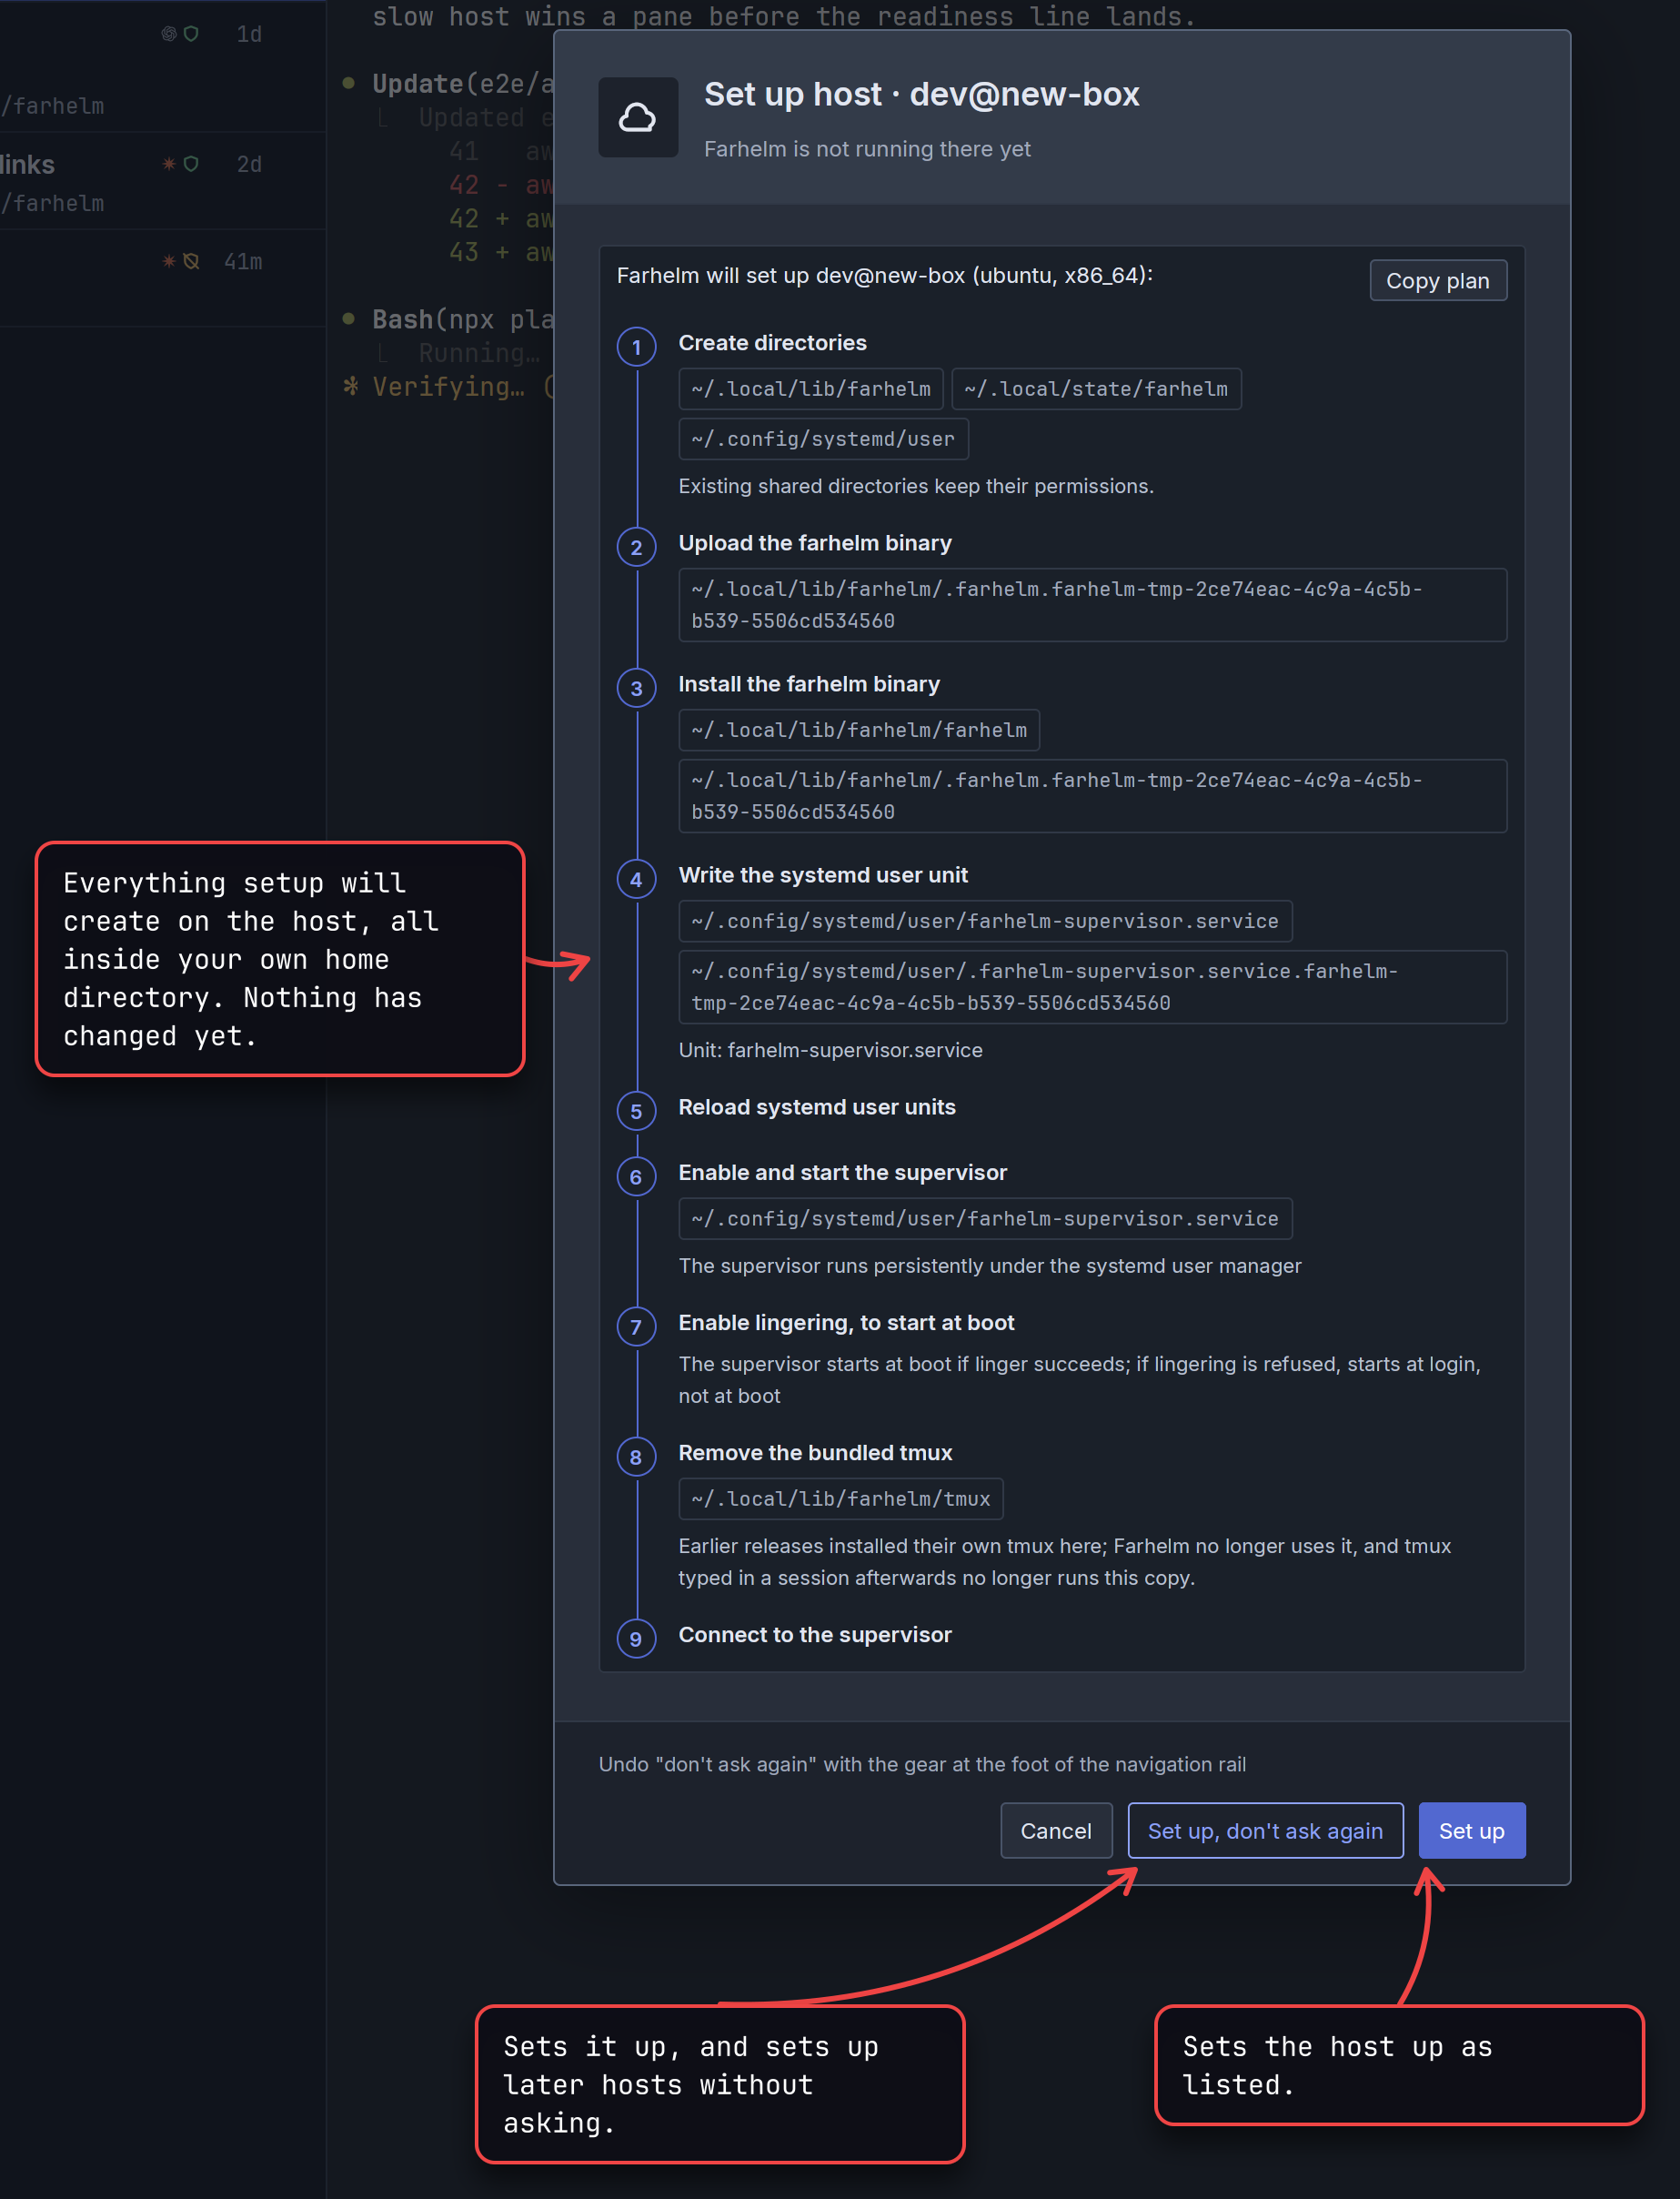 slow host wins a pane before the readiness line lands.
1d
/farhelm
links
2d
/farhelm
41m
Update(e2e/a
Updated e
41 aw
42 - aw
42 + aw
43 + aw
Bash(npx pla
Running…
✻ Verifying… (
Set up host · dev@new-box
Farhelm is not running there yet
Farhelm will set up dev@new-box (ubuntu, x86_64):
Copy plan
1
Create directories
~/.local/lib/farhelm
~/.local/state/farhelm
~/.config/systemd/user
Existing shared directories keep their permissions.
2
Upload the farhelm binary
~/.local/lib/farhelm/.farhelm.farhelm-tmp-2ce74eac-4c9a-4c5b-
b539-5506cd534560
3
Install the farhelm binary
~/.local/lib/farhelm/farhelm
~/.local/lib/farhelm/.farhelm.farhelm-tmp-2ce74eac-4c9a-4c5b-
b539-5506cd534560
4
Write the systemd user unit
~/.config/systemd/user/farhelm-supervisor.service
~/.config/systemd/user/.farhelm-supervisor.service.farhelm-
tmp-2ce74eac-4c9a-4c5b-b539-5506cd534560
Unit: farhelm-supervisor.service
5
Reload systemd user units
6
Enable and start the supervisor
~/.config/systemd/user/farhelm-supervisor.service
The supervisor runs persistently under the systemd user manager
7
Enable lingering, to start at boot
The supervisor starts at boot if linger succeeds; if lingering is refused, starts at login,
not at boot
8
Remove the bundled tmux
~/.local/lib/farhelm/tmux
Earlier releases installed their own tmux here; Farhelm no longer uses it, and tmux
typed in a session afterwards no longer runs this copy.
9
Connect to the supervisor
Undo "don't ask again" with the gear at the foot of the navigation rail
Cancel
Set up, don't ask again
Set up
Everything setup will
create on the host, all
inside your own home
directory. Nothing has
changed yet.
Sets it up, and sets up
later hosts without
asking.
Sets the host up as
listed.